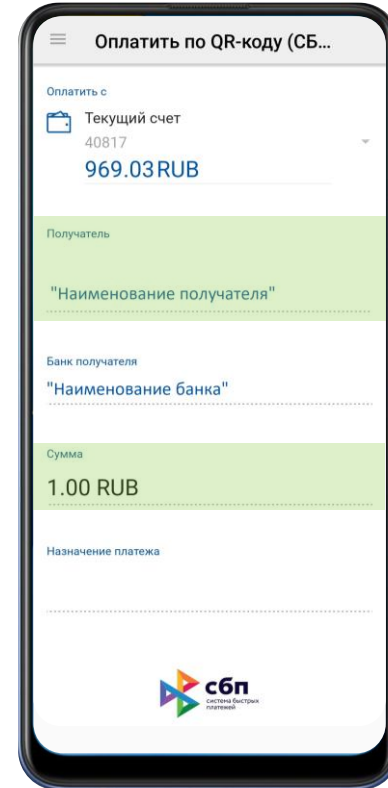 Оплатить по QR-коду (СБ...
Оплатить с
Текущий счет
40817
969.03 RUB
Получатель
"Наименование получателя"
Банк получателя
"Наименование банка"
Сумма
1.00 RUB
Назначение платежа
сбп
система быстрых
платежей